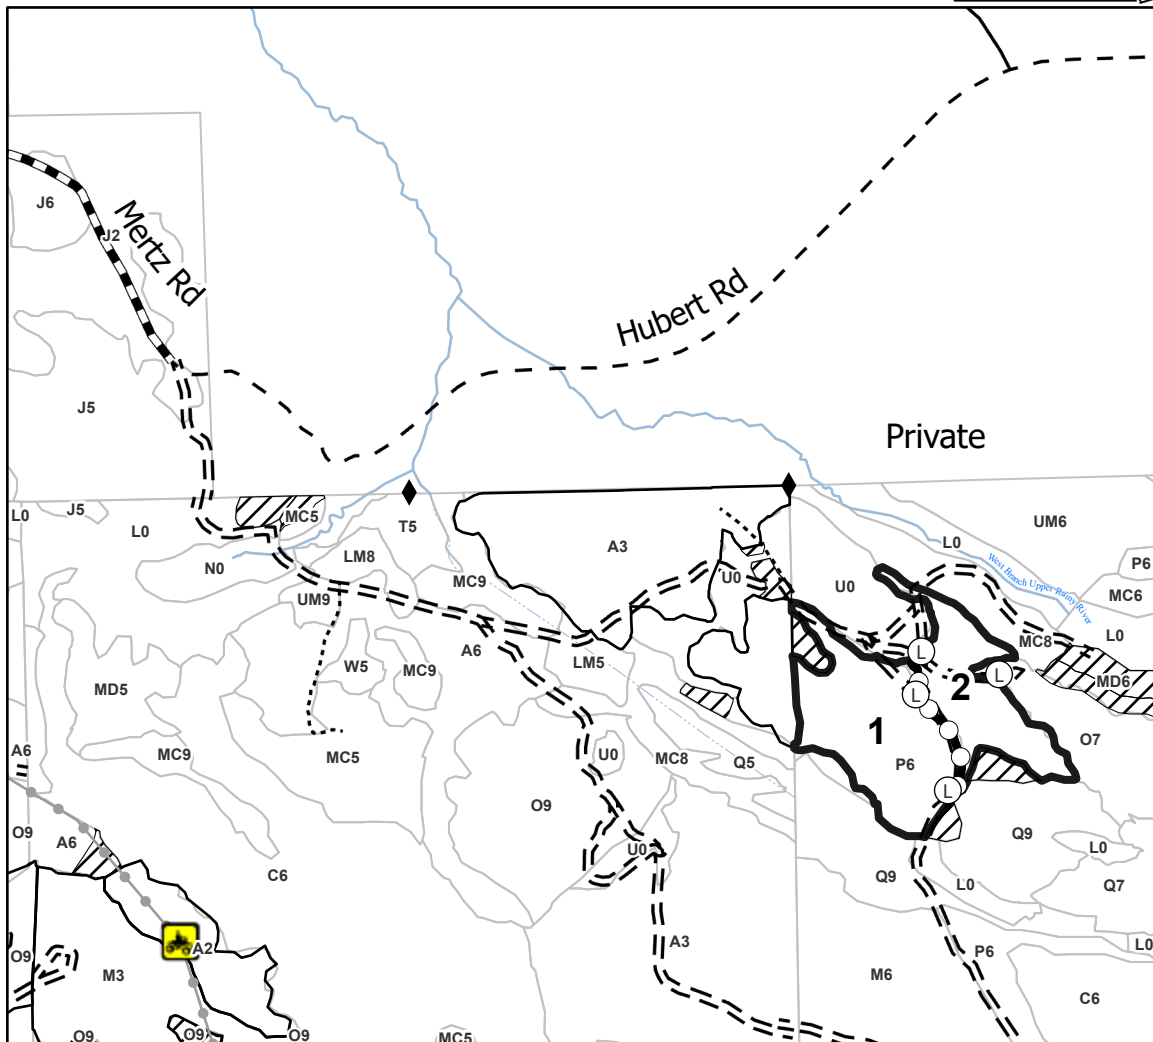 J6
J2
Mertz Rd
Hubert Rd
J5
Private
J5
L0
L0
MC5
T5
A3
UM6
L0
P6
N0
LM8
MC9
U0
U0
West Branch Upper Rainy River
MC6
UM9
L0
MC8
A6
W5
MC9
LM5
L
L
MD6
MD5
2
L
1
O7
A6
MC9
MC5
U0
MC8
Q5
P6
L
O9
O9
A6
U0
Q9
L0
C6
Q9
L0
Q7
A2
A3
L0
O9
M3
M6
P6
C6
O9
O9
O9
MC5